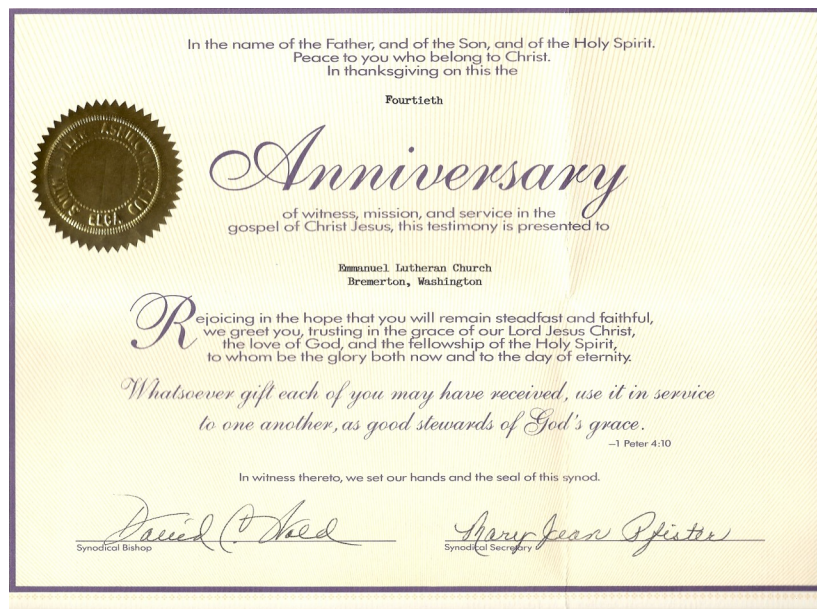 In the name of the Father, and of the Son, and of the Holy Spirit.
Peace to you who belong to Christ.
In thanksgiving on this the
Fourtieth
Anniversary
of witness, mission, and service in the
gospel of Christ Jesus, this testimony is presented to
Emmanuel Lutheran Church
Bremerton, Washington
Rejoicing in the hope that you will remain steadfast and faithful,
we greet you, trusting in the grace of our Lord Jesus Christ,
the love of God, and the fellowship of the Holy Spirit,
to whom be the glory both now and to the day of eternity.
Whatsoever gift each of you may have received, use it in service
to one another, as good stewards of God's grace.
–1 Peter 4:10
In witness thereto, we set our hands and the seal of this synod.
David C. Wold
Synodical Bishop
Mary Jean Pfister
Synodical Secretary
ELCA